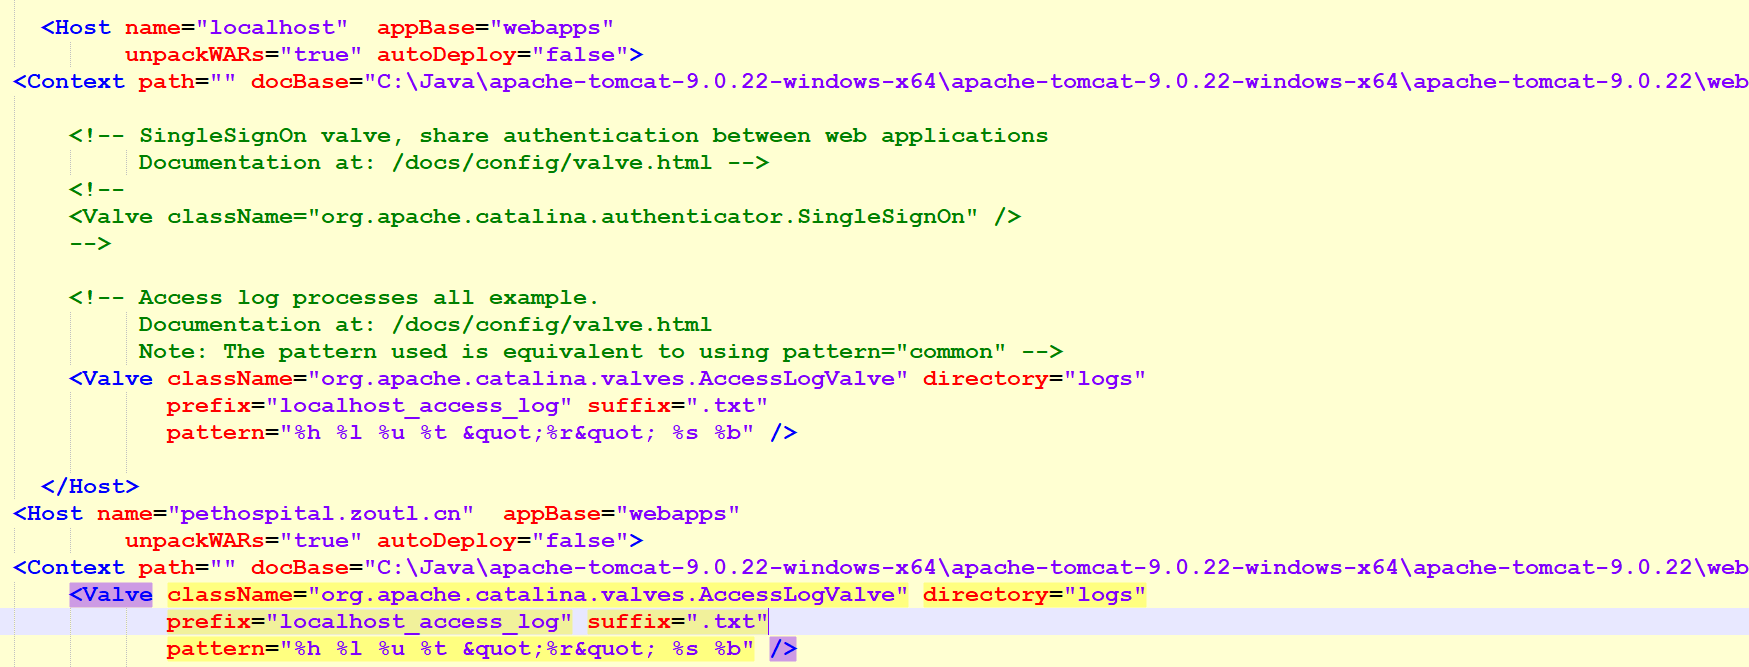 <Host name="localhost"  appBase="webapps"
unpackWARs="true" autoDeploy="false">
<Context path="" docBase="C:\Java\apache-tomcat-9.0.22-windows-x64\apache-tomcat-9.0.22-windows-x64\apache-tomcat-9.0.22\web
<!-- SingleSignOn valve, share authentication between web applications
Documentation at: /docs/config/valve.html -->
<!--
<Valve className="org.apache.catalina.authenticator.SingleSignOn" />
-->
<!-- Access log processes all example.
Documentation at: /docs/config/valve.html
Note: The pattern used is equivalent to using pattern="common" -->
<Valve className="org.apache.catalina.valves.AccessLogValve" directory="logs"
prefix="localhost_access_log" suffix=".txt"
pattern="%h %l %u %t &quot;%r&quot; %s %b" />
</Host>
<Host name="pethospital.zoutl.cn"  appBase="webapps"
unpackWARs="true" autoDeploy="false">
<Context path="" docBase="C:\Java\apache-tomcat-9.0.22-windows-x64\apache-tomcat-9.0.22-windows-x64\apache-tomcat-9.0.22\web
<Valve className="org.apache.catalina.valves.AccessLogValve" directory="logs"
prefix="localhost_access_log" suffix=".txt"
pattern="%h %l %u %t &quot;%r&quot; %s %b" />